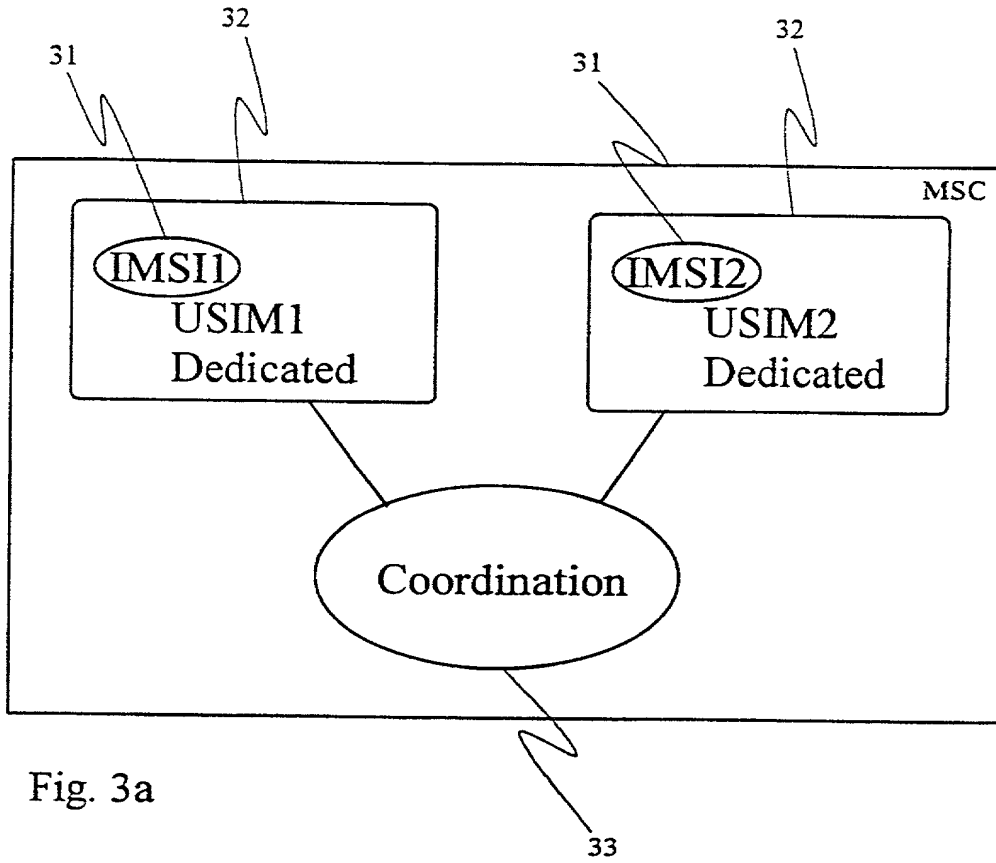 31
32
31
32
MSC
IMSI1
USIM1
Dedicated
IMSI2
USIM2
Dedicated
Coordination
Fig. 3a
33